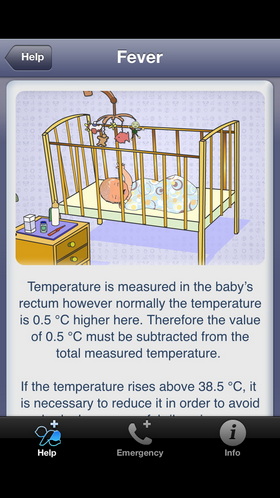 Help
Fever
Temperature is measured in the baby's
rectum however normally the temperature
is 0.5 °C higher here. Therefore the value
of 0.5 °C must be subtracted from the
total measured temperature.
If the temperature rises above 38.5 °C, it
is necessary to reduce it in order to avoid
Help
Emergency
Info